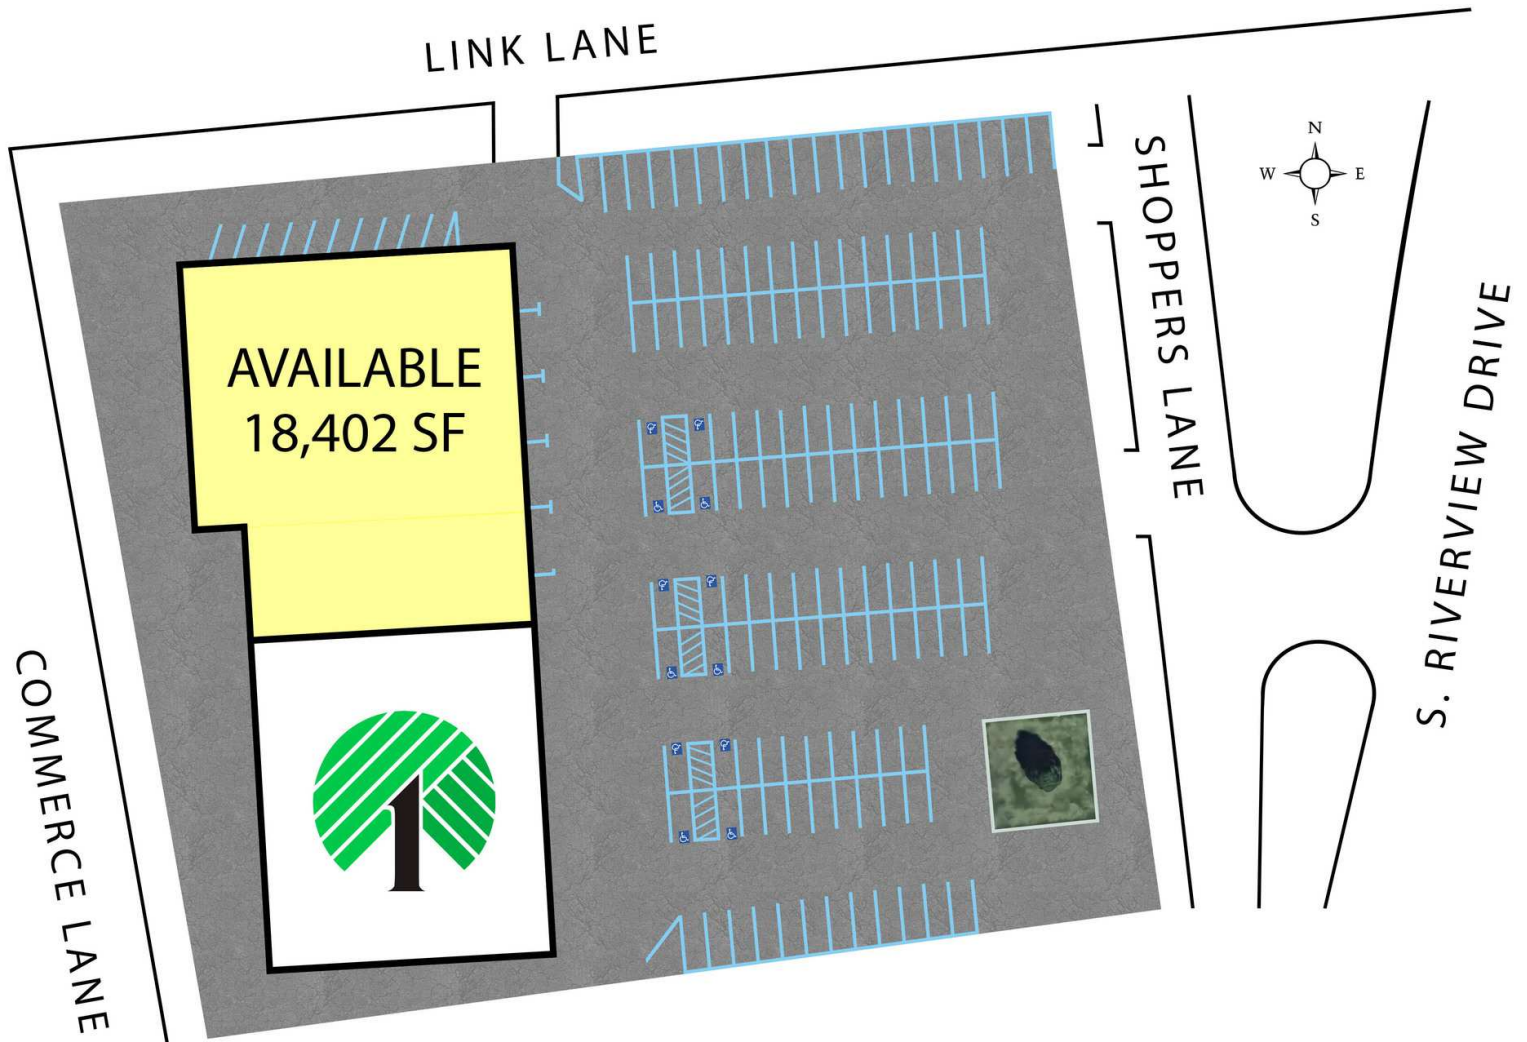 LINK LANE
N
W E
S
SHOPPERS LANE
S. RIVERVIEW DRIVE
AVAILABLE
18,402 SF
COMMERCE LANE